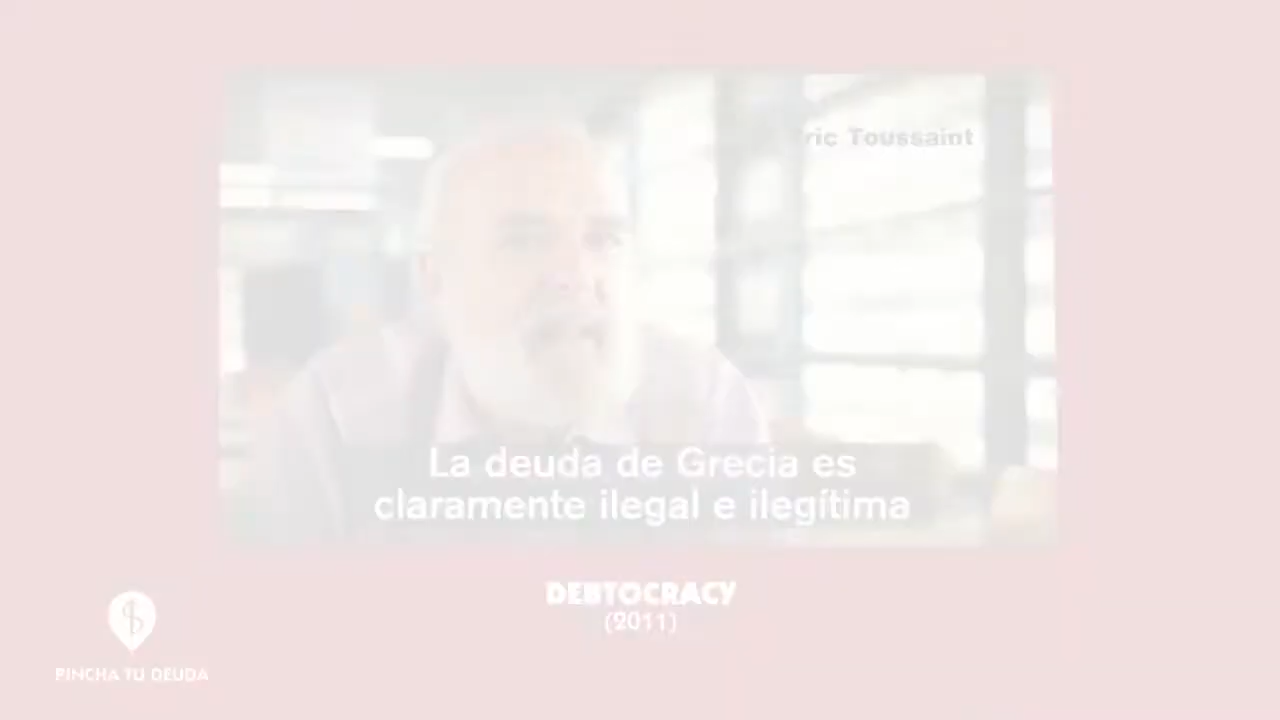 ric Toussaint
La deuda de Grecia es
claramente ilegal e ilegítima
DEBTOCRACY
(2011)
PINCHA TU DEUDA